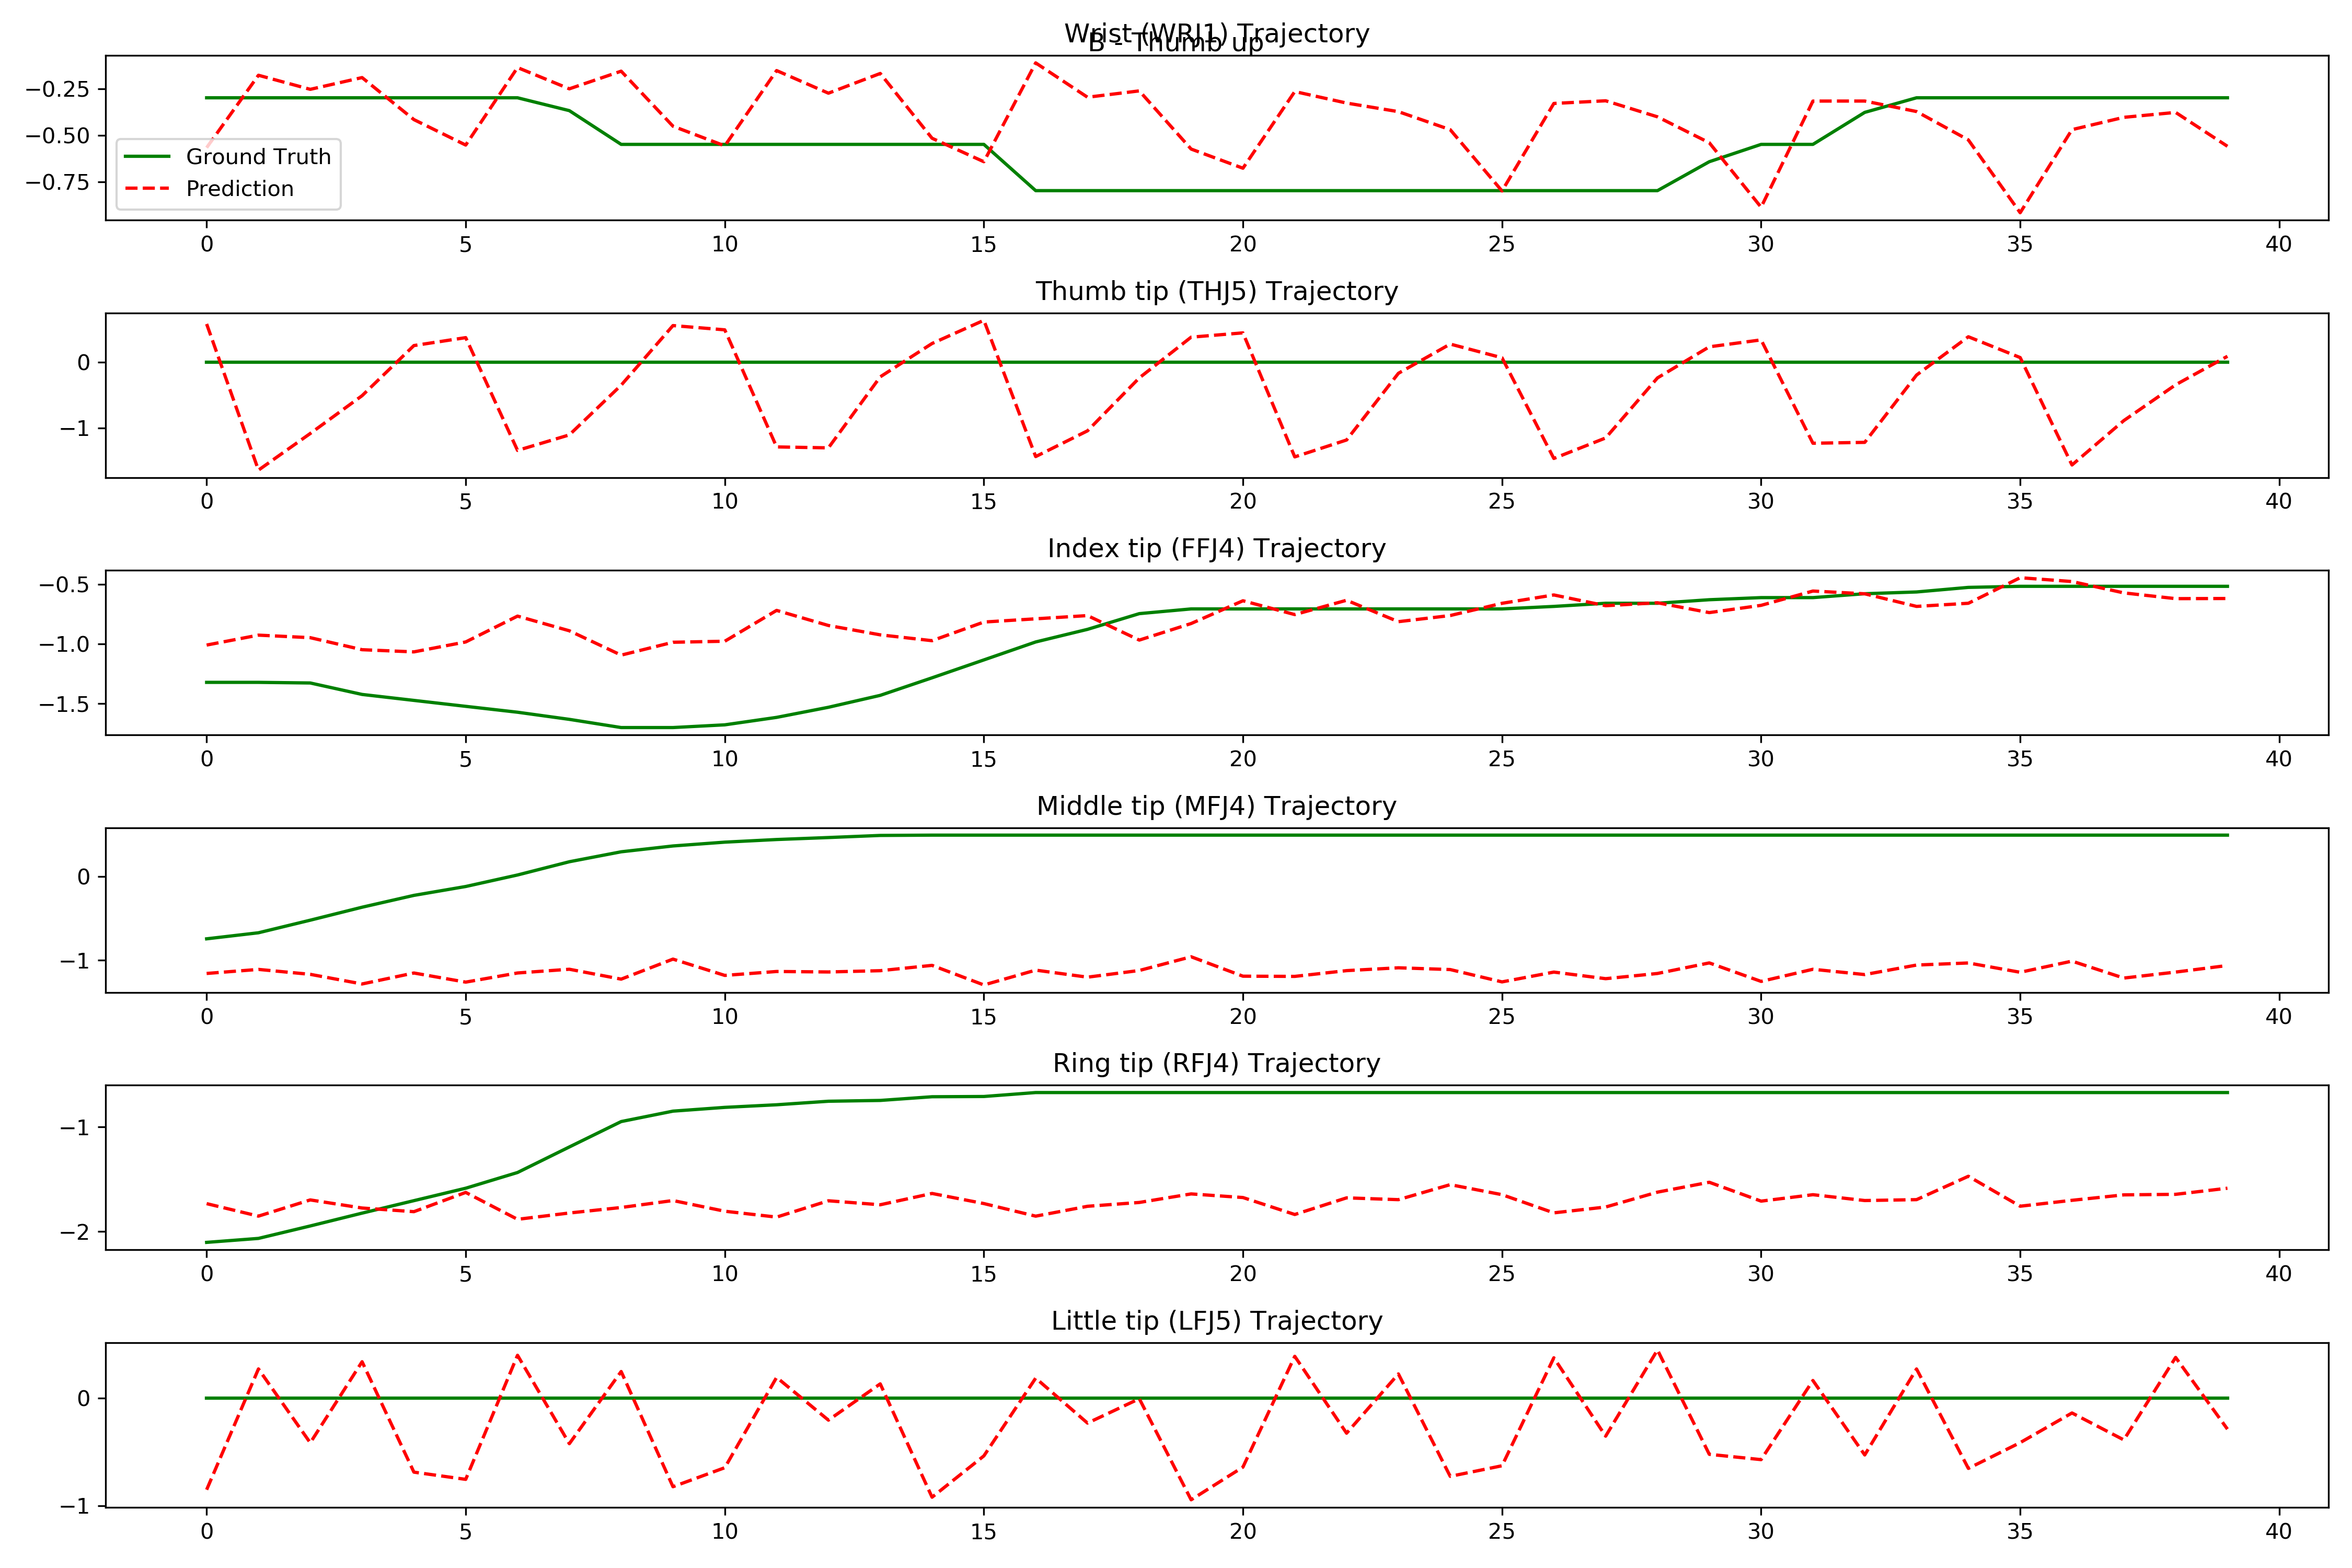 Wrist (WRJ1) Trajectory
B - Thumb up
−0.25
−0.50
−0.75
Ground Truth
Prediction
0 5 10 15 20 25 30 35 40
Thumb tip (THJ5) Trajectory
0
−1
0 5 10 15 20 25 30 35 40
Index tip (FFJ4) Trajectory
−0.5
−1.0
−1.5
0 5 10 15 20 25 30 35 40
Middle tip (MFJ4) Trajectory
0
−1
0 5 10 15 20 25 30 35 40
Ring tip (RFJ4) Trajectory
−1
−2
0 5 10 15 20 25 30 35 40
Little tip (LFJ5) Trajectory
0
−1
0 5 10 15 20 25 30 35 40